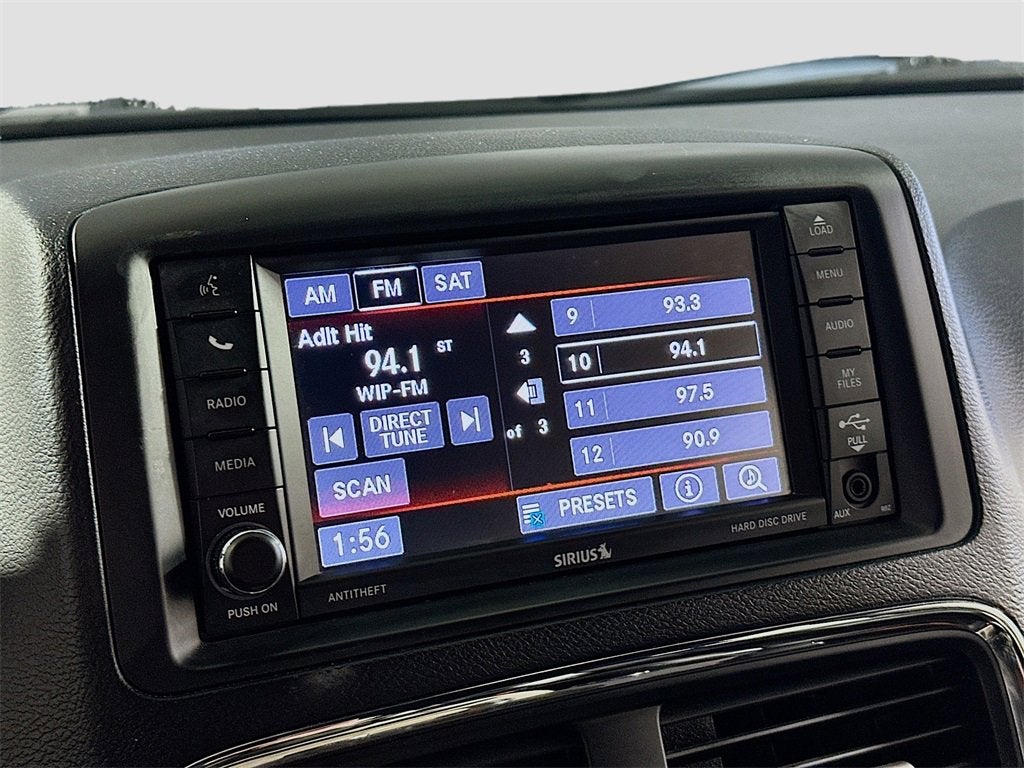 AM FM SAT
Adlt Hit
94.1 ST
WIP-FM
DIRECT
TUNE
SCAN
1:56
3
of 3
9 93.3
10 94.1
11 97.5
12 90.9
PRESETS
i
RADIO
MEDIA
VOLUME
PUSH ON
ANTITHEFT
SIRIUS
HARD DISC DRIVE
LOAD
MENU
AUDIO
MY
FILES
PULL
AUX